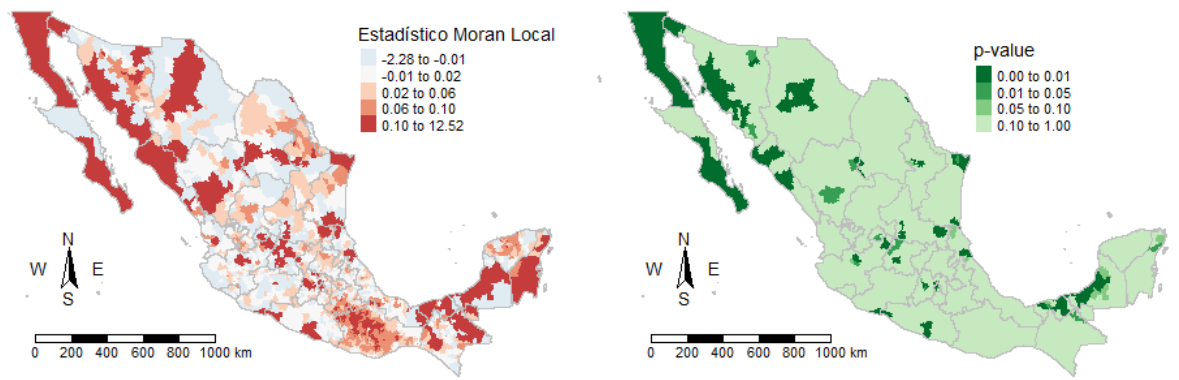 Estadístico Moran Local
-2.28 to -0.01
-0.01 to 0.02
0.02 to 0.06
0.06 to 0.10
0.10 to 12.52
N
W E
S
0 200 400 600 800 1000 km
p-value
0.00 to 0.01
0.01 to 0.05
0.05 to 0.10
0.10 to 1.00
N
W E
S
0 200 400 600 800 1000 km